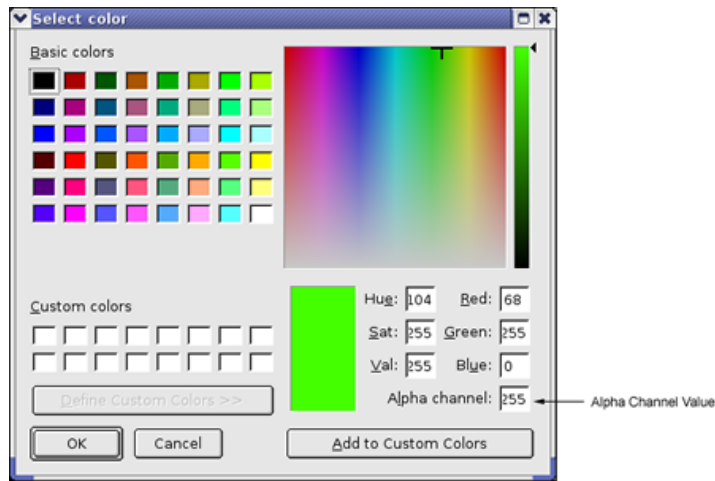 Select color
Basic colors
Custom colors
Define Custom Colors >>
OK
Cancel
Hue: 104
Red: 68
Sat: 255
Green: 255
Val: 255
Blue: 0
Alpha channel: 255
Add to Custom Colors
Alpha Channel Value